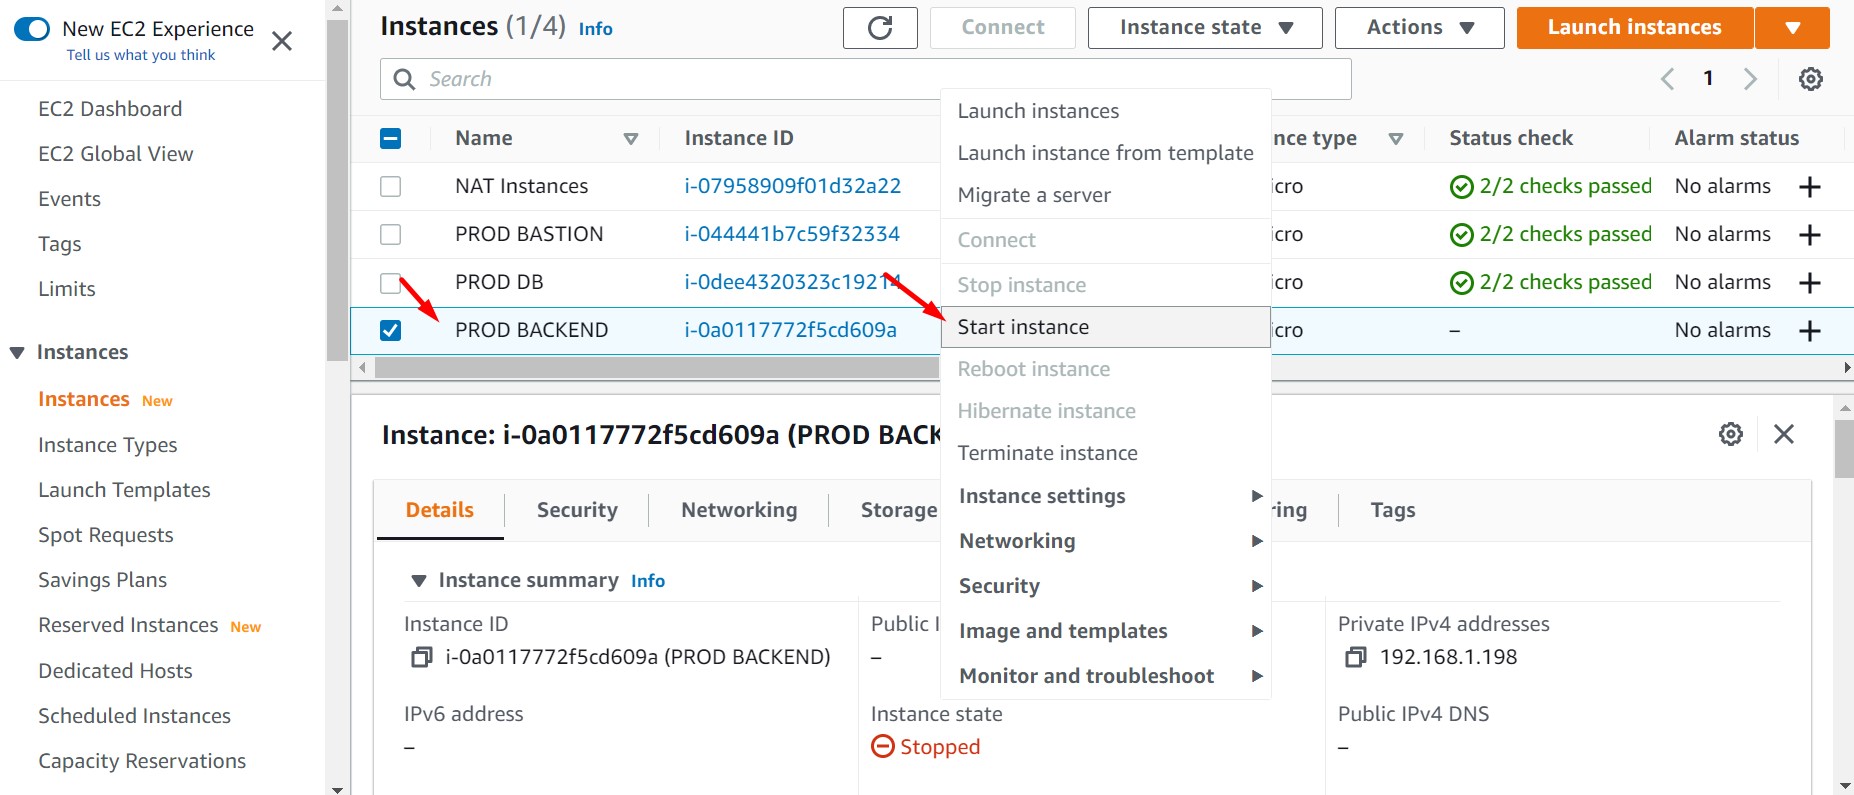 New EC2 Experience
Tell us what you think
EC2 Dashboard
EC2 Global View
Events
Tags
Limits
Instances
Instances New
Instance Types
Launch Templates
Spot Requests
Savings Plans
Reserved Instances New
Dedicated Hosts
Scheduled Instances
Capacity Reservations
Instances (1/4) Info
Connect
Instance state
Actions
Launch instances
Search
1
Name Instance ID nce type Status check Alarm status
NAT Instances i-07958909f01d32a22 icro 2/2 checks passed No alarms +
PROD BASTION i-044441b7c59f32334 icro 2/2 checks passed No alarms +
PROD DB i-0dee4320323c19214 icro 2/2 checks passed No alarms +
PROD BACKEND i-0a0117772f5cd609a icro – No alarms +
Launch instances
Launch instance from template
Migrate a server
Connect
Stop instance
Start instance
Reboot instance
Hibernate instance
Terminate instance
Instance settings
Networking
Security
Image and templates
Monitor and troubleshoot
Instance: i-0a0117772f5cd609a (PROD BACK
Details Security Networking Storage ring Tags
Instance summary Info
Instance ID
i-0a0117772f5cd609a (PROD BACKEND)
Public I
–
Private IPv4 addresses
192.168.1.198
IPv6 address
–
Instance state
Stopped
Public IPv4 DNS
–